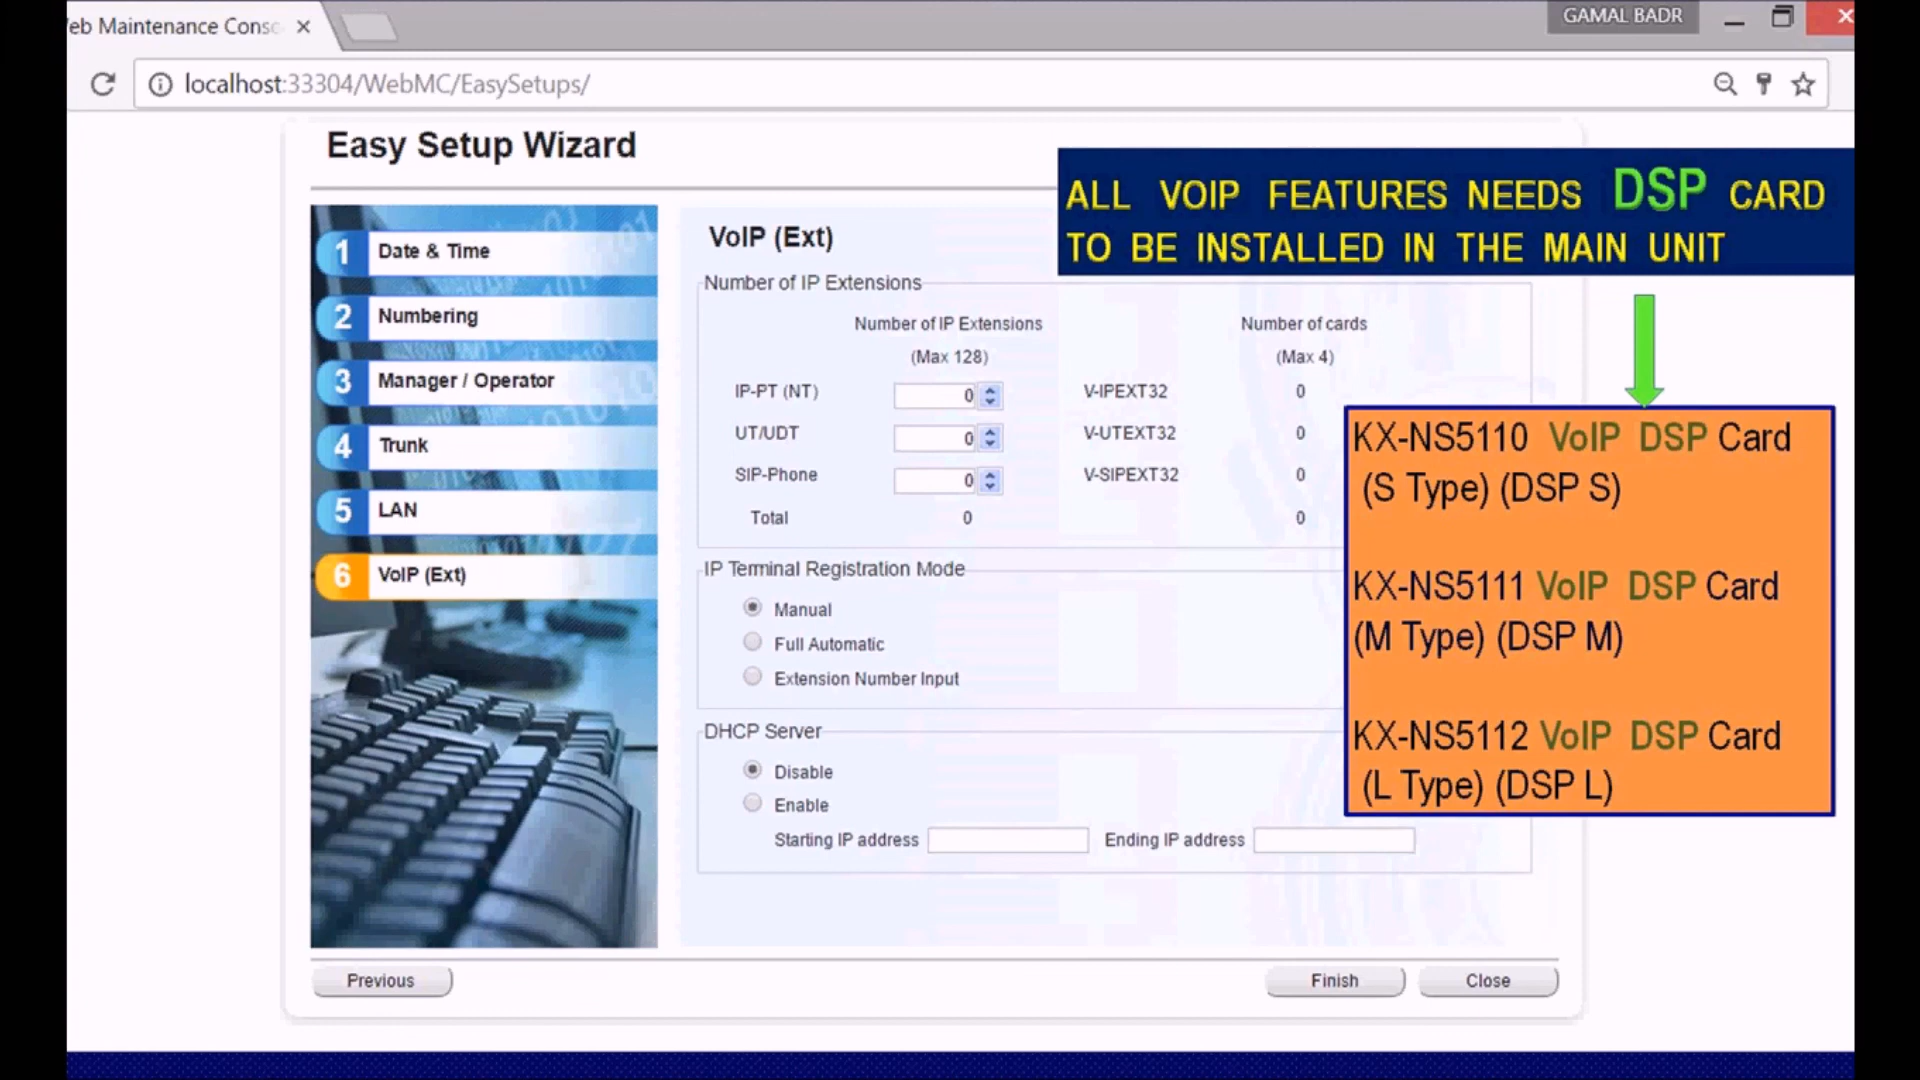 eb Maintenance Conso
GAMAL BADR
localhost:33304/WebMC/EasySetups/
Easy Setup Wizard
ALL VOIP FEATURES NEEDS DSP CARD
TO BE INSTALLED IN THE MAIN UNIT
1 Date & Time
2 Numbering
3 Manager / Operator
4 Trunk
5 LAN
6 VoIP (Ext)
VoIP (Ext)
Number of IP Extensions
Number of IP Extensions Number of cards
(Max 128) (Max 4)
IP-PT (NT) 0 V-IPEXT32 0
UT/UDT 0 V-UTEXT32 0
SIP-Phone 0 V-SIPEXT32 0
Total 0 0
IP Terminal Registration Mode
Manual
Full Automatic
Extension Number Input
DHCP Server
Disable
Enable
Starting IP address Ending IP address
KX-NS5110 VoIP DSP Card
(S Type) (DSP S)
KX-NS5111 VoIP DSP Card
(M Type) (DSP M)
KX-NS5112 VoIP DSP Card
(L Type) (DSP L)
Previous Finish Close